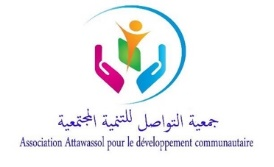 جمعية التواصل للتنمية المجتمعية
Association Attawassol pour le développement communautaire